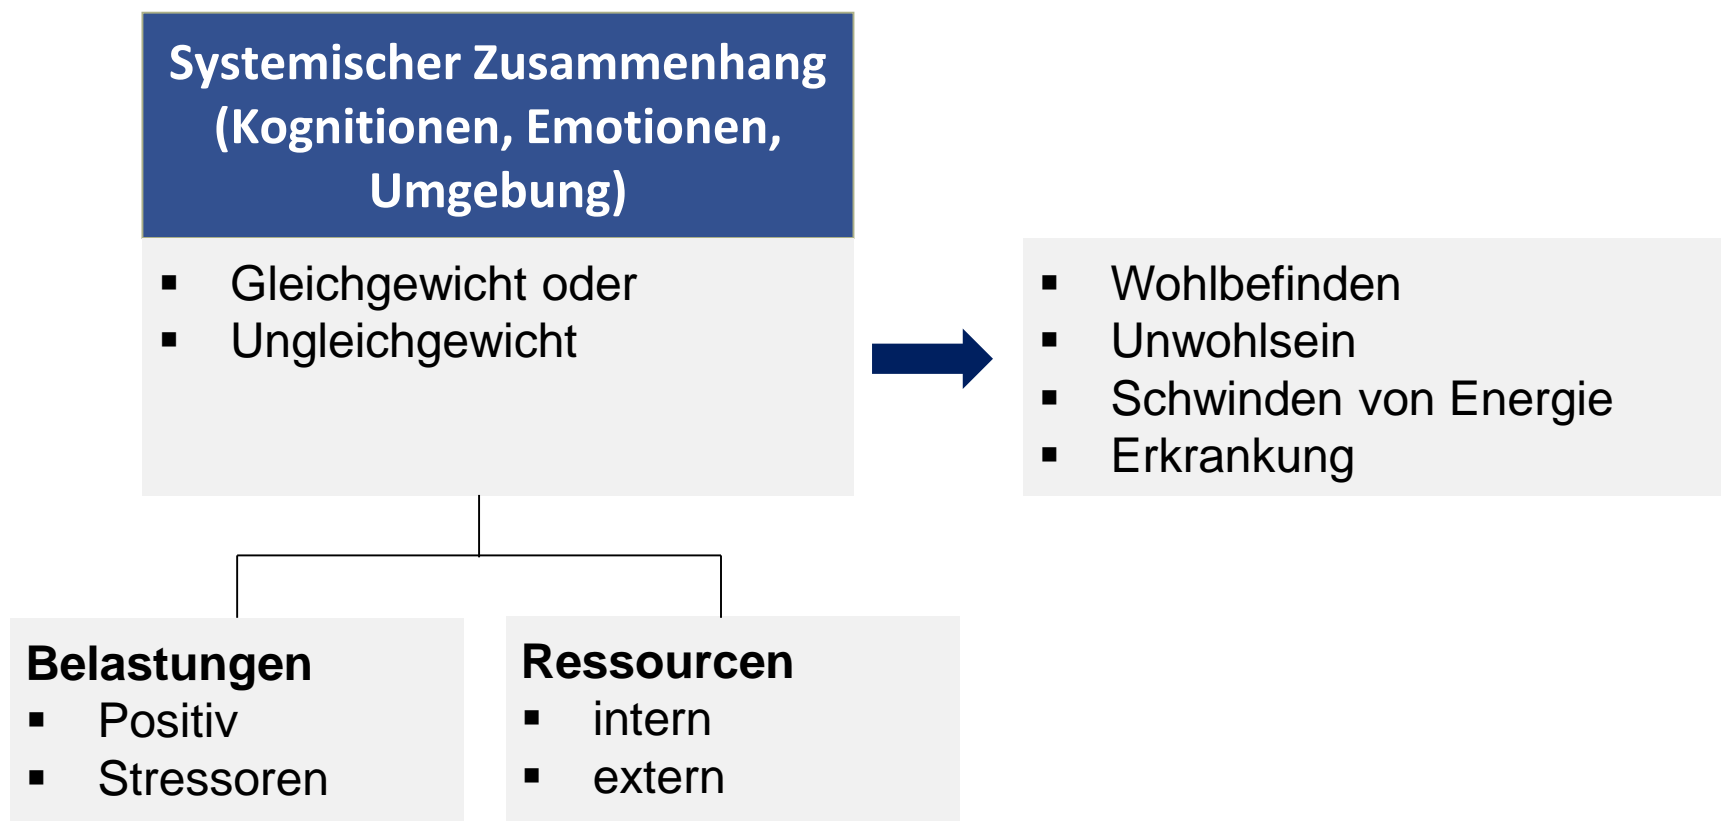 Systemischer Zusammenhang
(Kognitionen, Emotionen,
Umgebung)
▪ Gleichgewicht oder
▪ Ungleichgewicht
▪ Wohlbefinden
▪ Unwohlsein
▪ Schwinden von Energie
▪ Erkrankung
Belastungen
▪ Positiv
▪ Stressoren
Ressourcen
▪ intern
▪ extern